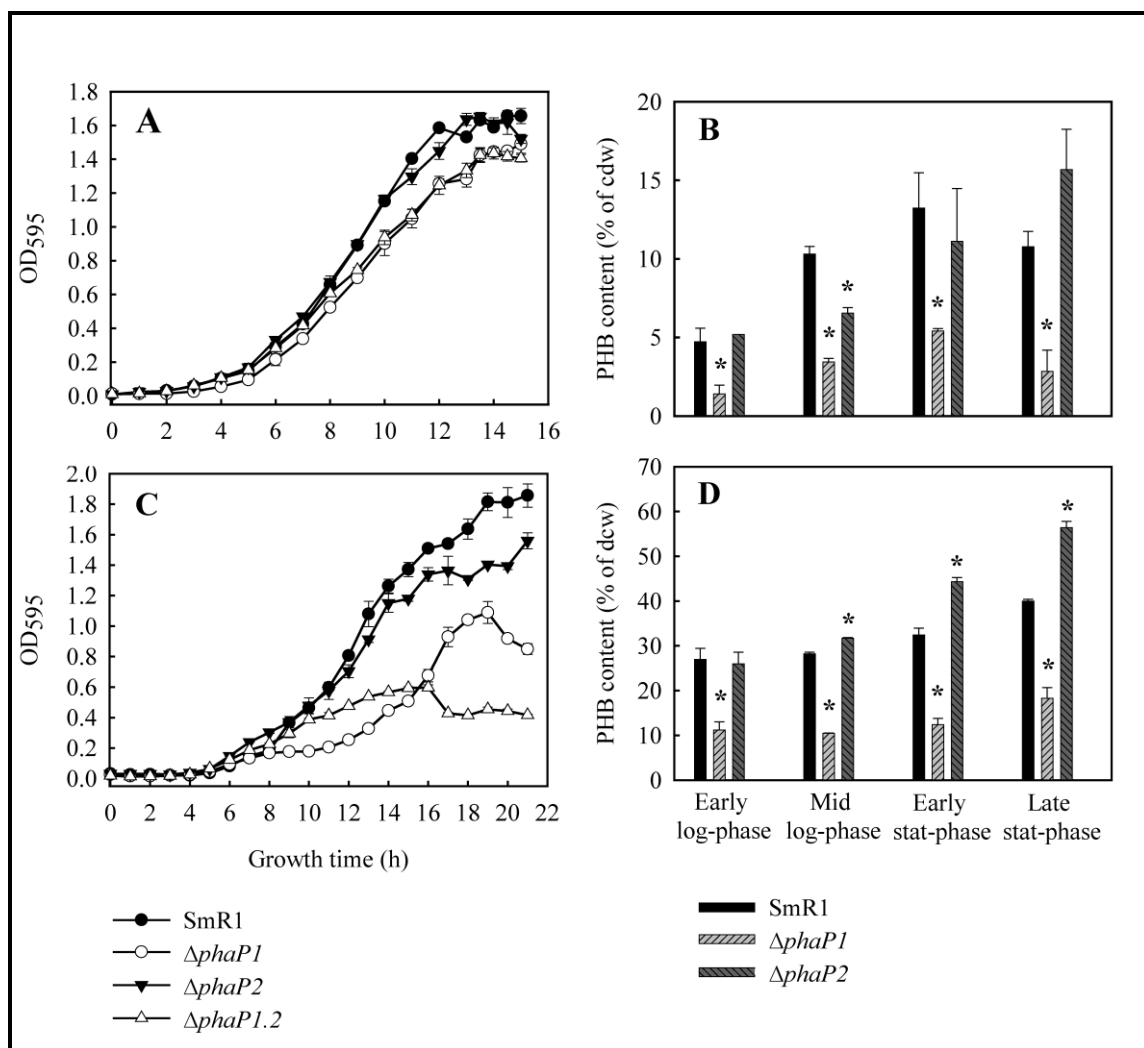 A
OD595
1.8
1.6
1.4
1.2
1.0
0.8
0.6
0.4
0.2
0.0
0 2 4 6 8 10 12 14 16
B
PHB content (% of cdw)
20
15
10
5
0
* * * * *
C
OD595
2.0
1.8
1.6
1.4
1.2
1.0
0.8
0.6
0.4
0.2
0.0
0 2 4 6 8 10 12 14 16 18 20 22
Growth time (h)
D
PHB content (% of dcw)
70
60
50
40
30
20
10
0
* * * * * * *
Early log-phase
Mid log-phase
Early stat-phase
Late stat-phase
SmR1
ΔphaP1
ΔphaP2
ΔphaP1.2
SmR1
ΔphaP1
ΔphaP2